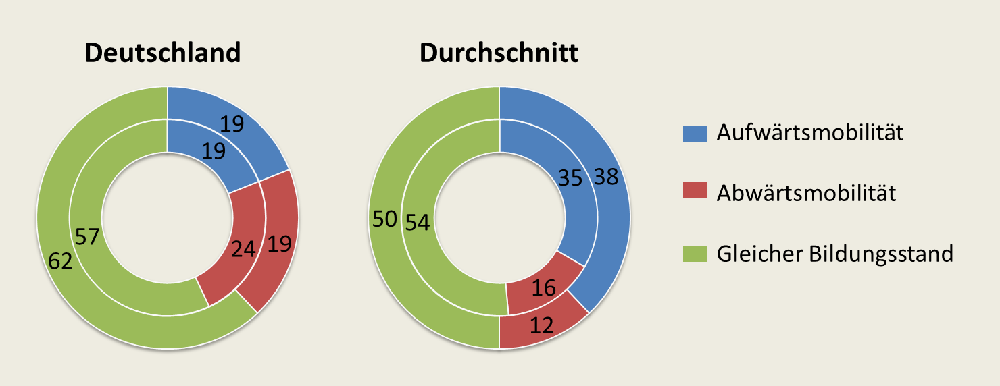 Deutschland
19
19
24
19
57
62
Durchschnitt
35
38
16
12
50
54
Aufwärtsmobilität
Abwärtsmobilität
Gleicher Bildungsstand